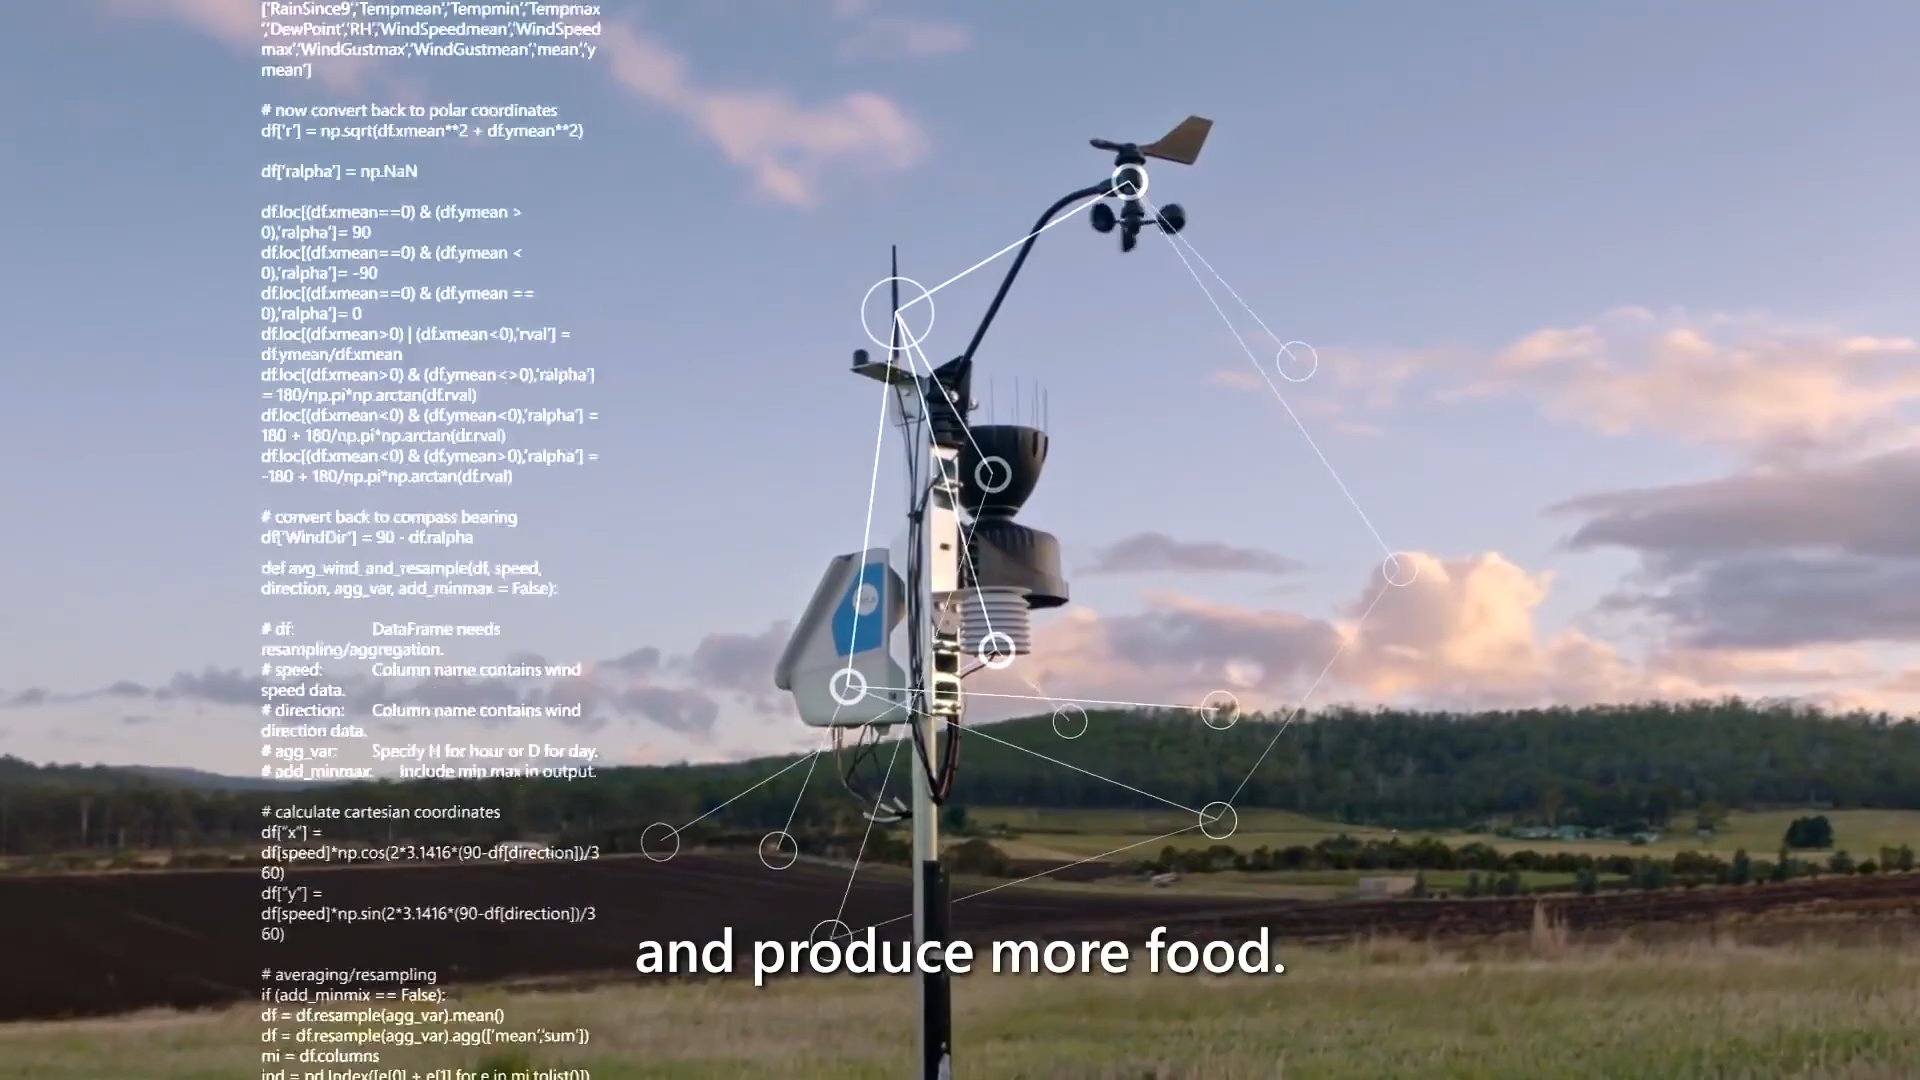 ['RainSince9','Tempmean','Tempmin','Tempmax
','DewPoint','RH','WindSpeedmean','WindSpeed
max','WindGustmax','WindGustmean','mean','y
mean']
# now convert back to polar coordinates
df['r'] = np.sqrt(df.xmean**2 + df.ymean**2)
df['ralpha'] = np.NaN
df.loc[(df.xmean==0) & (df.ymean >
0),'ralpha']= 90
df.loc[(df.xmean==0) & (df.ymean <
0),'ralpha']= -90
df.loc[(df.xmean==0) & (df.ymean ==
0),'ralpha']= 0
df.loc[(df.xmean>0) | (df.xmean<0),'rval'] =
df.ymean/df.xmean
df.loc[(df.xmean>0) & (df.ymean<>0),'ralpha']
= 180/np.pi*np.arctan(df.rval)
df.loc[(df.xmean<0) & (df.ymean<0),'ralpha'] =
180 + 180/np.pi*np.arctan(dr.rval)
df.loc[(df.xmean<0) & (df.ymean>0),'ralpha'] =
-180 + 180/np.pi*np.arctan(df.rval)
# convert back to compass bearing
df['WindDir'] = 90 - df.ralpha
def avg_wind_and_resample(df, speed,
direction, agg_var, add_minmax = False):
# df: DataFrame needs
resampling/aggregation.
# speed: Column name contains wind
speed data.
# direction: Column name contains wind
direction data.
# agg_var: Specify H for hour or D for day.
# add_minmax: Include min max in output.
# calculate cartesian coordinates
df["x"] =
df[speed]*np.cos(2*3.1416*(90-df[direction])/3
60)
df["y"] =
df[speed]*np.sin(2*3.1416*(90-df[direction])/3
60)
# averaging/resampling
if (add_minmix == False):
df = df.resample(agg_var).mean()
df = df.resample(agg_var).agg(['mean','sum'])
mi = df.columns
ind = pd.Index([e[0] + e[1] for e in mi.tolist()])
and produce more food.